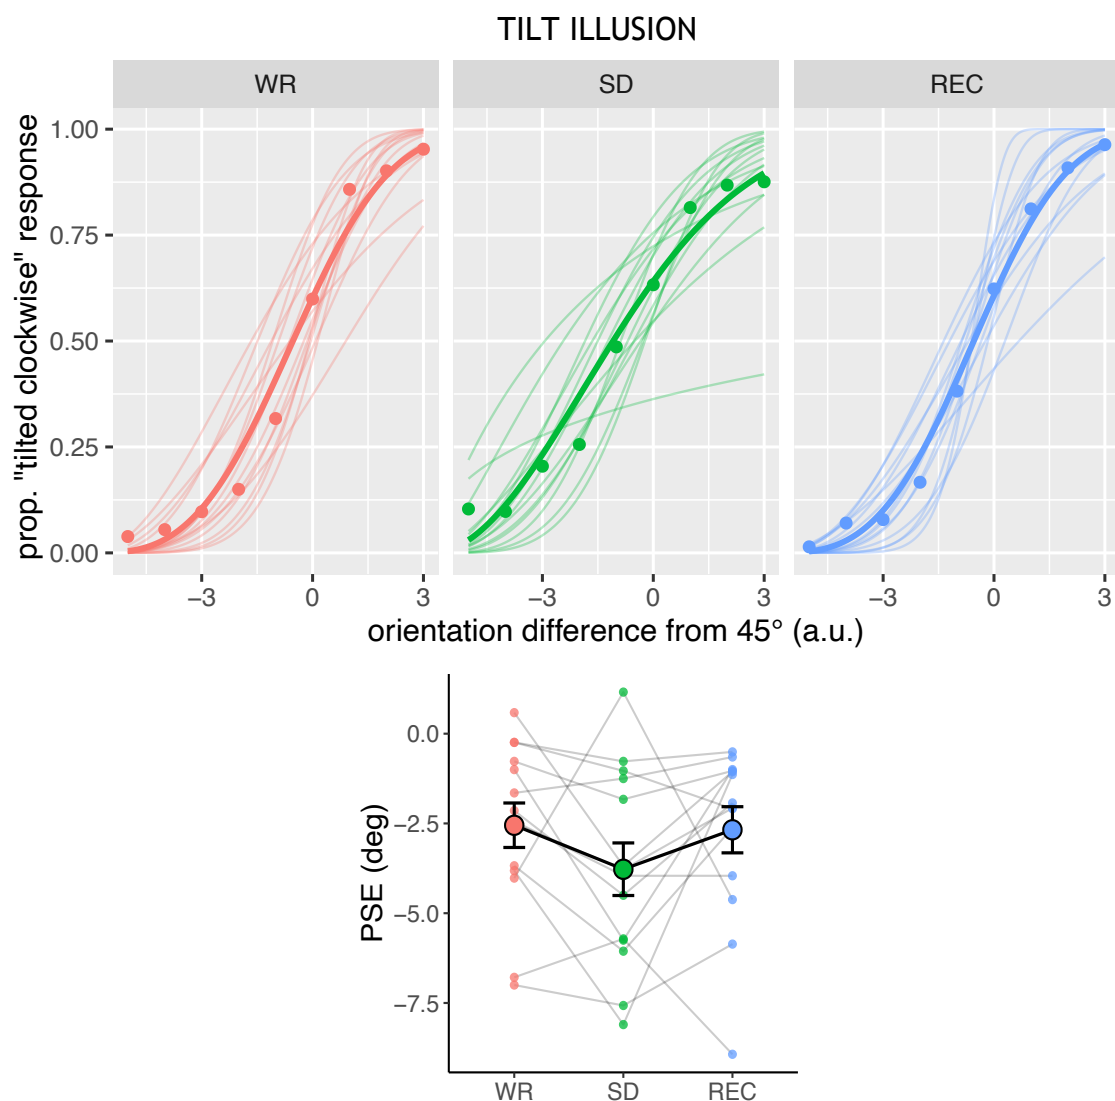 TILT ILLUSION
WR SD REC
prop. "tilted clockwise" response
1.00
0.75
0.50
0.25
0.00
−3 0 3 −3 0 3 −3 0 3
orientation difference from 45° (a.u.)
PSE (deg)
0.0
−2.5
−5.0
−7.5
WR SD REC